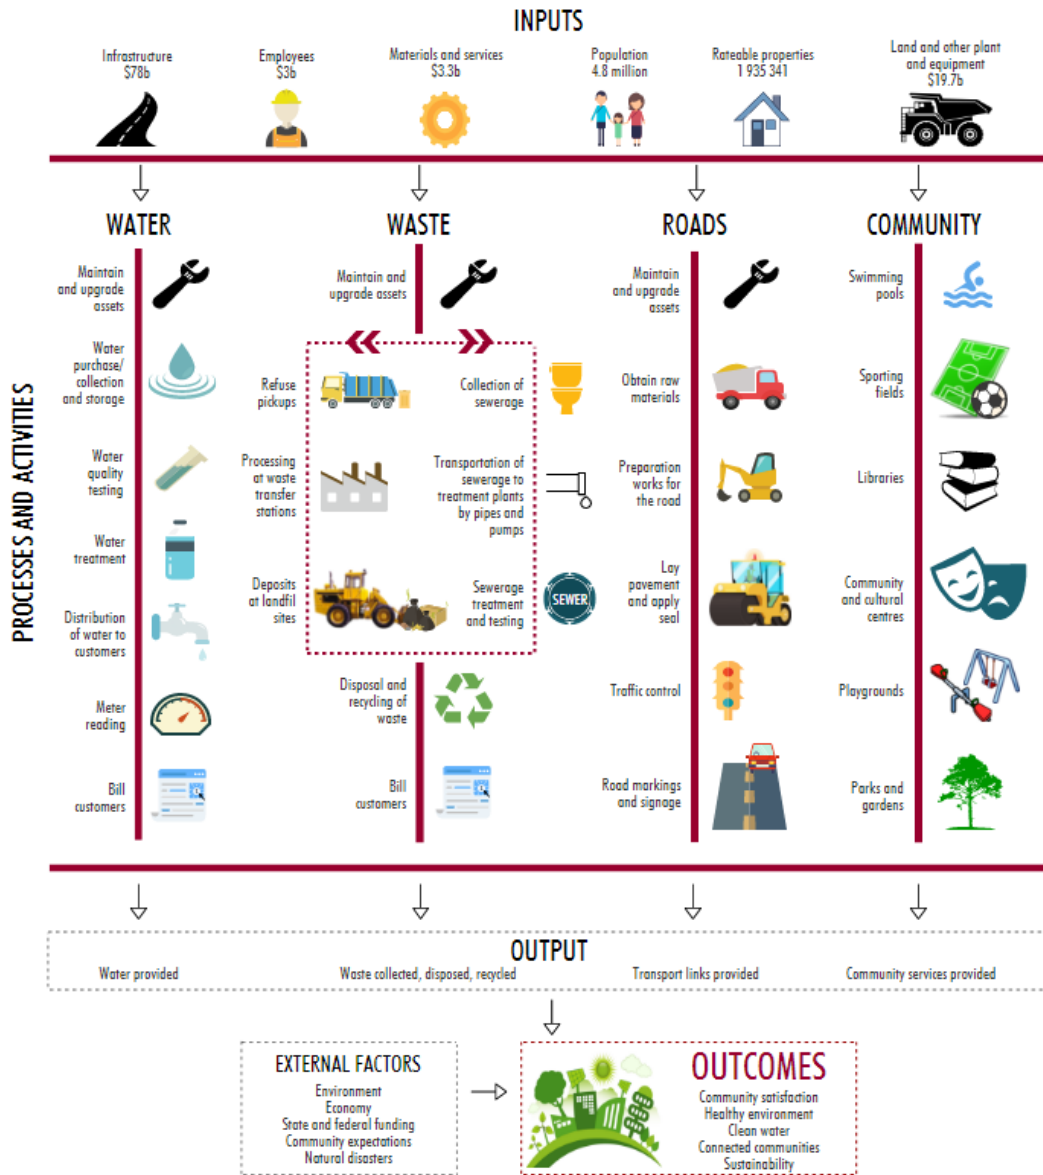 INPUTS
Infrastructure
$78b
Employees
$3b
Materials and services
$3.3b
Population
4.8 million
Rateable properties
1 935 341
Land and other plant
and equipment
$19.7b
PROCESSES AND ACTIVITIES
WATER
Maintain
and upgrade
assets
Water
purchase/
collection
and storage
Water
quality
testing
Water
treatment
Distribution
of water to
customers
Meter
reading
Bill
customers
WASTE
Maintain and
upgrade assets
Refuse
pickups
Processing
at waste
transfer
stations
Deposits
at landfil
sites
Collection of
sewerage
Transportation of
sewerage to
treatment plants
by pipes and
pumps
Sewerage
treatment
and testing
SEWER
Disposal and
recycling of
waste
Bill
customers
ROADS
Maintain
and upgrade
assets
Obtain raw
materials
Preparation
works for
the road
Lay
pavement
and apply
seal
Traffic control
Road markings
and signage
COMMUNITY
Swimming
pools
Sporting
fields
Libraries
Community
and cultural
centres
Playgrounds
Parks and
gardens
OUTPUT
Water provided
Waste collected, disposed, recycled
Transport links provided
Community services provided
EXTERNAL FACTORS
Environment
Economy
State and federal funding
Community expectations
Natural disasters
OUTCOMES
Community satisfaction
Healthy environment
Clean water
Connected communities
Sustainability